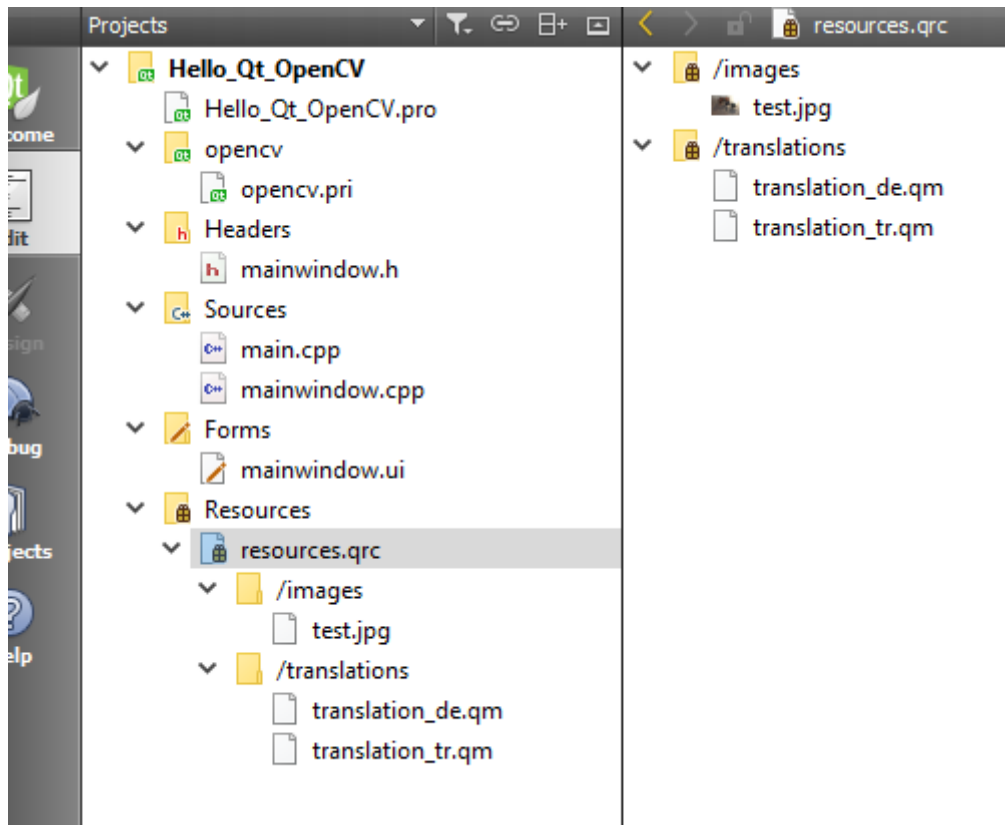 Projects
Hello_Qt_OpenCV
Hello_Qt_OpenCV.pro
opencv
opencv.pri
Headers
mainwindow.h
Sources
main.cpp
mainwindow.cpp
Forms
mainwindow.ui
Resources
resources.qrc
/images
test.jpg
/translations
translation_de.qm
translation_tr.qm
resources.qrc
/images
test.jpg
/translations
translation_de.qm
translation_tr.qm